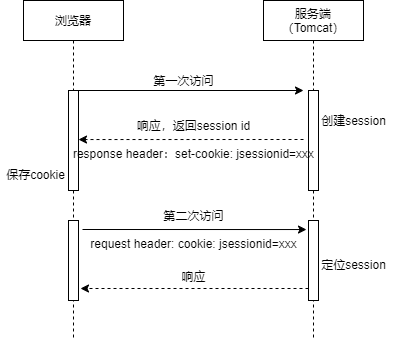 浏览器
服务端
（Tomcat）
第一次访问
创建session
响应，返回session id
response header：set-cookie: jsessionid=xxx
保存cookie
第二次访问
request header: cookie: jsessionid=xxx
定位session
响应